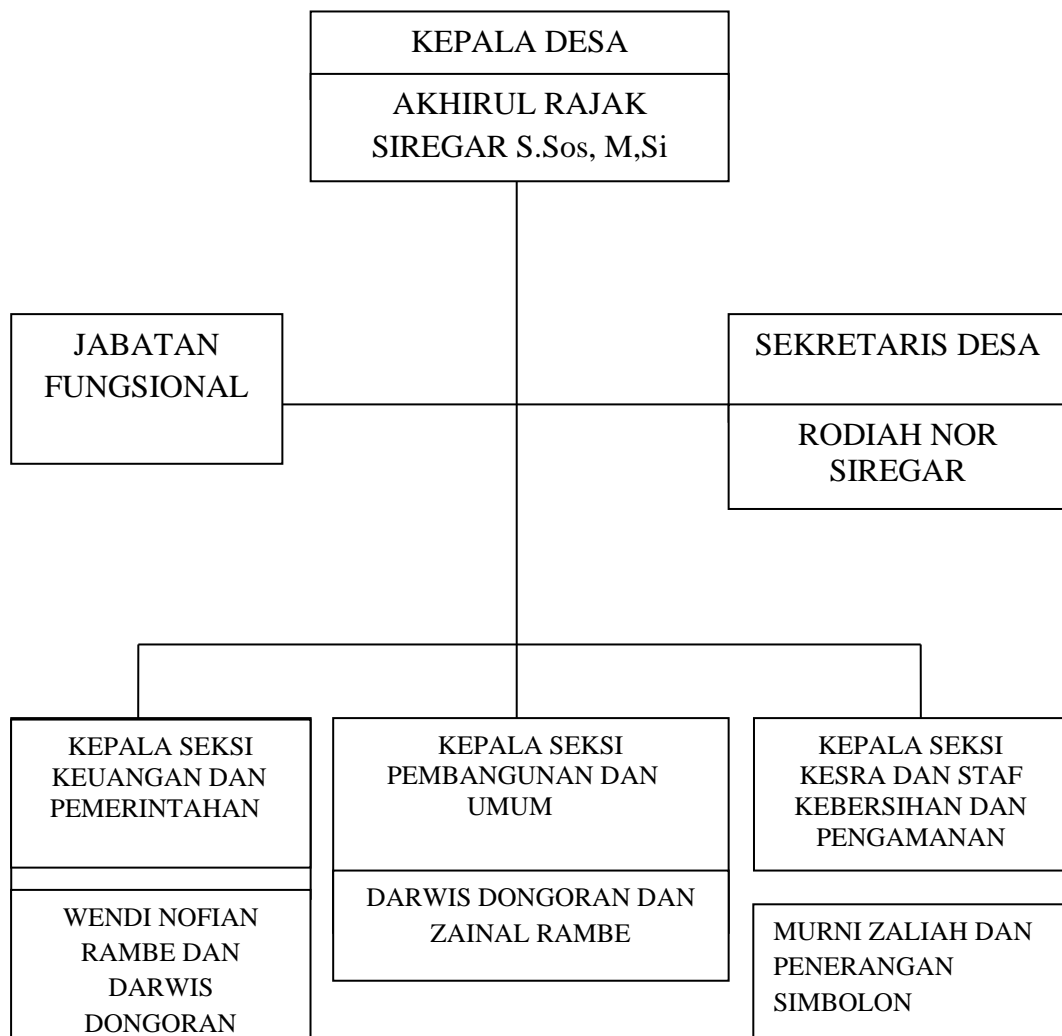 KEPALA DESA
AKHIRUL RAJAK
SIREGAR S.Sos, M,Si
JABATAN
FUNGSIONAL
SEKRETARIS DESA
RODIAH NOR
SIREGAR
KEPALA SEKSI
KEUANGAN DAN
PEMERINTAHAN
WENDI NOFIAN
RAMBE DAN
DARWIS
DONGORAN
KEPALA SEKSI
PEMBANGUNAN DAN
UMUM
DARWIS DONGORAN DAN
ZAINAL RAMBE
KEPALA SEKSI
KESRA DAN STAF
KEBERSIHAN DAN
PENGAMANAN
MURNI ZALIAH DAN
PENERANGAN
SIMBOLON